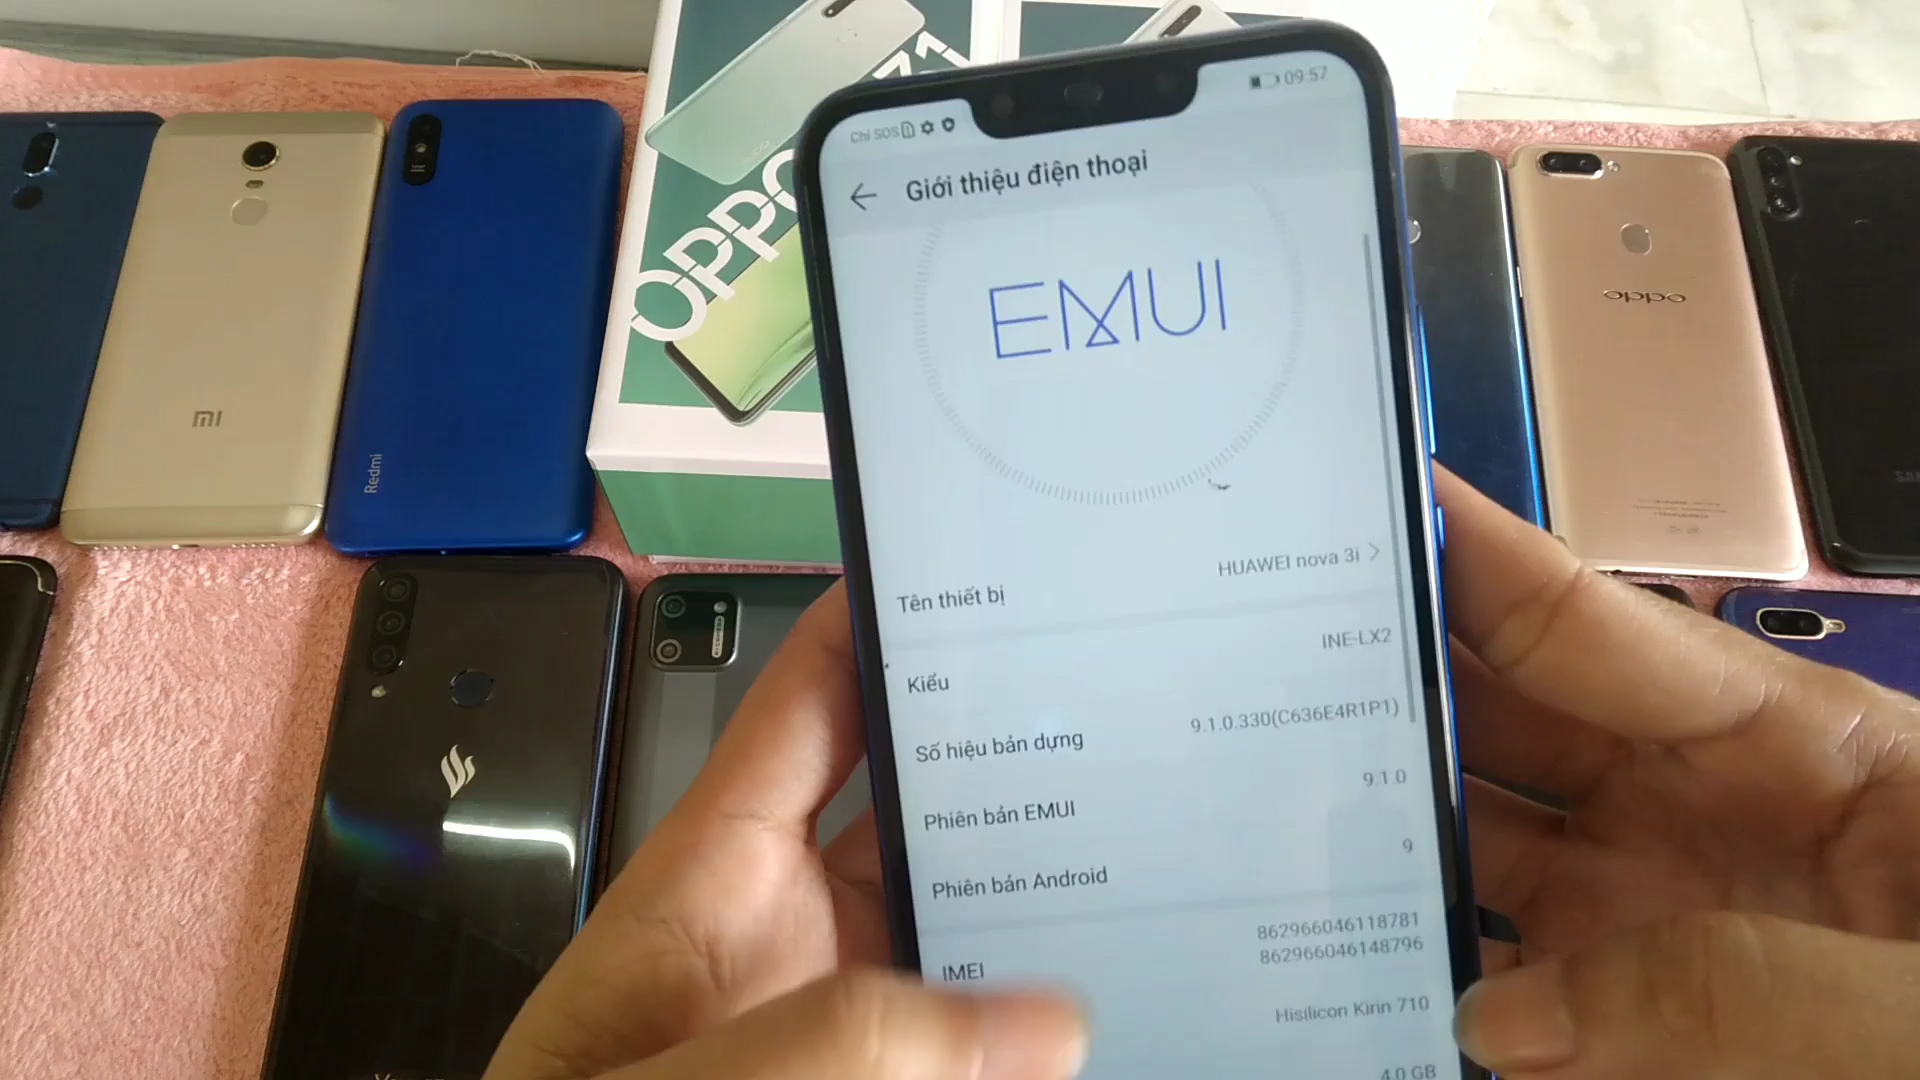 Chỉ SOS
09:57
Giới thiệu điện thoại
EMUI
Tên thiết bị
HUAWEI nova 3i
Kiểu
INE-LX2
Số hiệu bản dựng
9.1.0.330(C636E4R1P1)
Phiên bản EMUI
9.1.0
Phiên bản Android
9
IMEI
862966046118781
862966046148796
Hisilicon Kirin 710
4.0 GB
OPPO
MI
Redmi
oppo